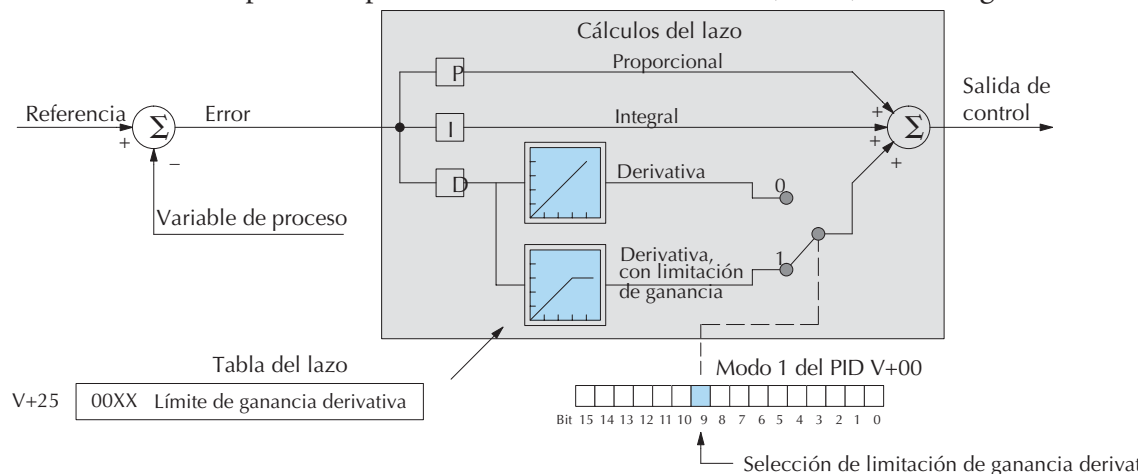 Cálculos del lazo
Proporcional
P
Salida de
control
Referencia
Error
Σ
+
−
I
Integral
+
+
+
Σ
D
Derivativa
0
Variable de proceso
Derivativa,
con limitación
de ganancia
1
Tabla del lazo
Modo 1 del PID V+00
V+25 00XX Límite de ganancia derivativa
Bit 15 14 13 12 11 10 9 8 7 6 5 4 3 2 1 0
Selección de limitación de ganancia deriva